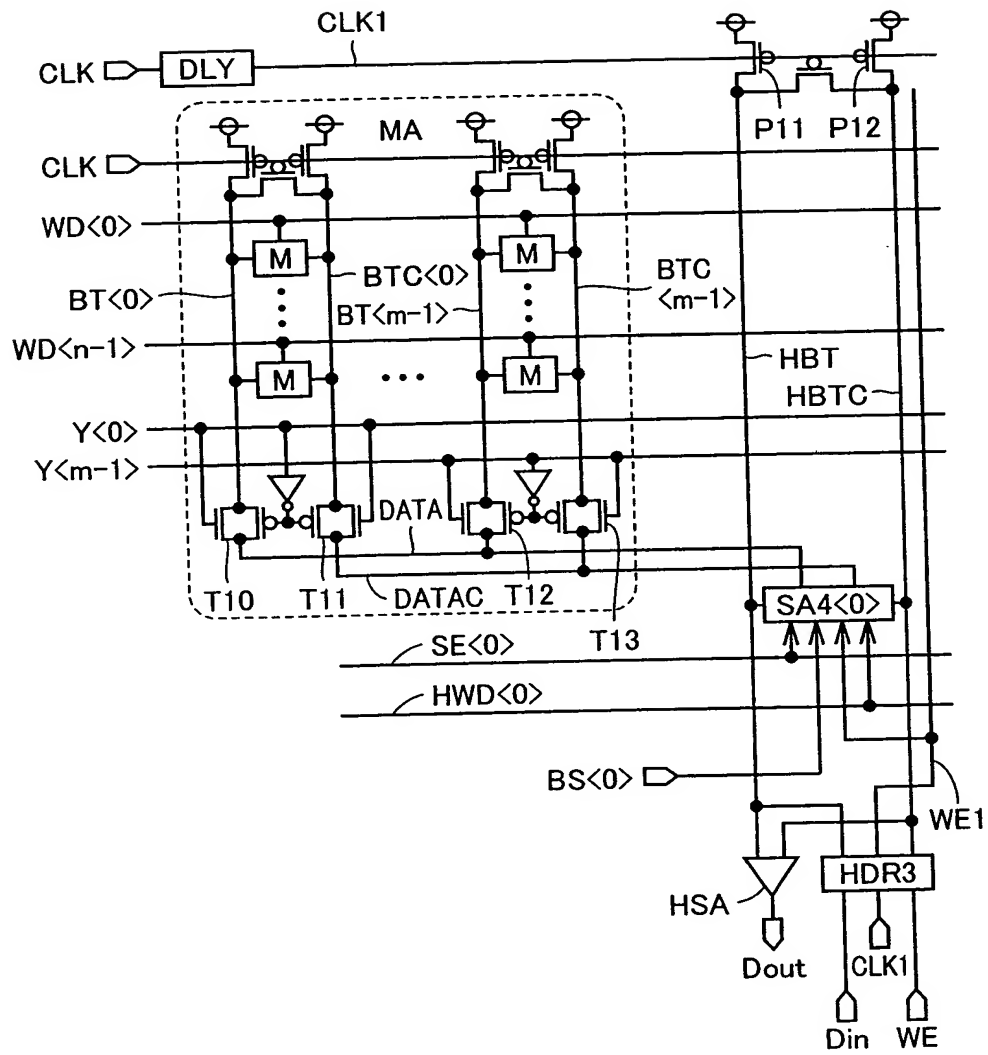 CLK1
CLK
DLY
P11
P12
MA
CLK
WD<0>
M
M
BT<0>
BTC<0>
BT<m-1>
BTC
<m-1>
WD<n-1>
M
M
HBT
HBTC
Y<0>
Y<m-1>
DATA
T10
T11
DATAC
T12
T13
SA4<0>
SE<0>
HWD<0>
BS<0>
WE1
HSA
HDR3
Dout
CLK1
Din
WE